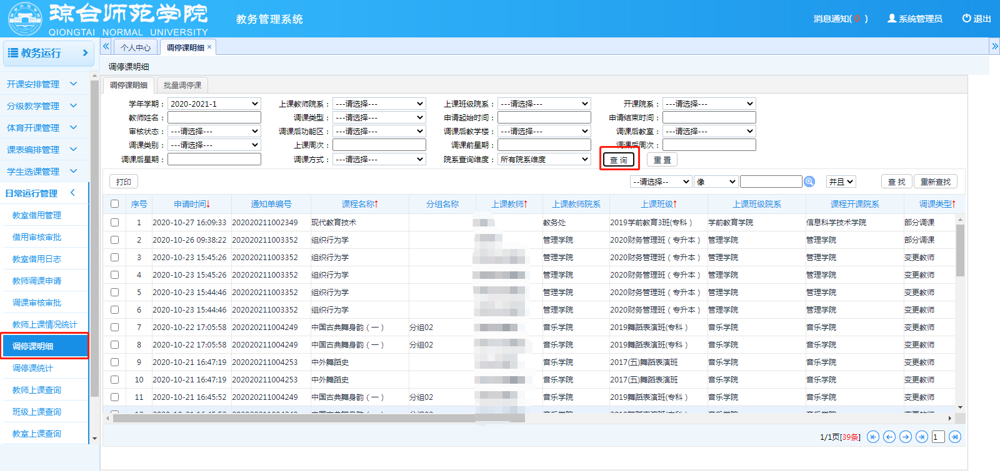 琼台师范学院
QIONGTAI NORMAL UNIVERSITY
教务管理系统
消息通知( 0 ) 系统管理员 退出
教务运行
个人中心 调停课明细 ×
调停课明细
开课安排管理
分级教学管理
体育开课管理
课表编排管理
学生选课管理
日常运行管理
教室借用管理
借用审核审批
教室借用日志
教师调课申请
调课审核审批
教师上课情况统计
调停课明细
调停课统计
教师上课查询
班级上课查询
教室上课查询
调停课明细 批量调停课
学年学期： 2020-2021-1 上课教师院系： ---请选择--- 上课班级院系： ---请选择--- 开课院系： ---请选择---
教师姓名： 调课类型： ---请选择--- 申请起始时间： 申请结束时间：
审核状态： ---请选择--- 调课后功能区： ---请选择--- 调课后教学楼： ---请选择--- 调课后教室： ---请选择---
调课类别： ---请选择--- 上课周次： 调课前星期： 调课后周次：
调课后星期： 调课方式： ---请选择--- 院系查询维度： 所有院系维度 查 询 重 置
打印 --请选择-- 像 并且 查 找 重新查找
序号 申请时间↓ 通知单编号 课程名称↑ 分组名称 上课教师↑ 上课教师院系 上课班级↑ 上课班级院系 课程开课院系 调课类型↑
1 2020-10-27 16:09:33 202020211002349 现代教育技术 教务处 2019学前教育3班(专科） 学前教育学院 信息科学技术学院 部分调课
2 2020-10-26 09:38:22 202020211003352 组织行为学 管理学院 2020财务管理班（专升本） 管理学院 管理学院 部分调课
3 2020-10-23 15:45:26 202020211003352 组织行为学 管理学院 2020财务管理班（专升本） 管理学院 管理学院 变更教师
4 2020-10-23 15:45:26 202020211003352 组织行为学 管理学院 2020财务管理班（专升本） 管理学院 管理学院 变更教师
5 2020-10-23 15:44:46 202020211003352 组织行为学 管理学院 2020财务管理班（专升本） 管理学院 管理学院 变更教师
6 2020-10-23 15:44:46 202020211003352 组织行为学 管理学院 2020财务管理班（专升本） 管理学院 管理学院 变更教师
7 2020-10-22 17:05:58 202020211004249 中国古典舞身韵（一） 分组02 音乐学院 2019舞蹈表演班(专科） 音乐学院 音乐学院 变更教师
8 2020-10-22 17:05:58 202020211004249 中国古典舞身韵（一） 分组02 音乐学院 2019舞蹈表演班(专科） 音乐学院 音乐学院 变更教师
9 2020-10-21 16:47:19 202020211004253 中外舞蹈史 音乐学院 2017(五)舞蹈表演班 音乐学院 音乐学院 变更教师
10 2020-10-21 16:47:19 202020211004253 中外舞蹈史 音乐学院 2017(五)舞蹈表演班 音乐学院 音乐学院 变更教师
11 2020-10-21 16:45:52 202020211004249 中国古典舞身韵（一） 分组02 音乐学院 2019舞蹈表演班(专科） 音乐学院 音乐学院 变更教师
1/1页[39条] 1